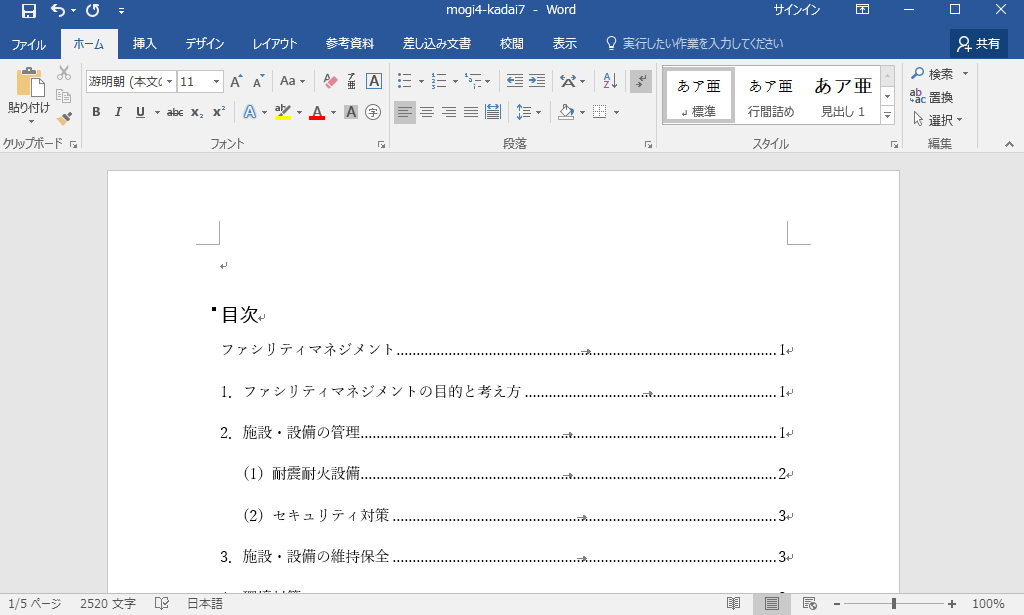 mogi4-kadai7 - Word
サインイン
ファイル ホーム 挿入 デザイン レイアウト 参考資料 差し込み文書 校閲 表示 実行したい作業を入力してください 共有
貼り付け
クリップボード
游明朝 (本文の 11
Aa
B I U abc x₂ x²
フォント
段落
あア亜 あア亜 あア亜
標準 行間詰め 見出し 1
スタイル
検索
置換
選択
編集
目次
ファシリティマネジメント 1
1. ファシリティマネジメントの目的と考え方 1
2. 施設・設備の管理 1
(1) 耐震耐火設備 2
(2) セキュリティ対策 3
3. 施設・設備の維持保全 3
1/5 ページ 2520 文字 日本語 100%